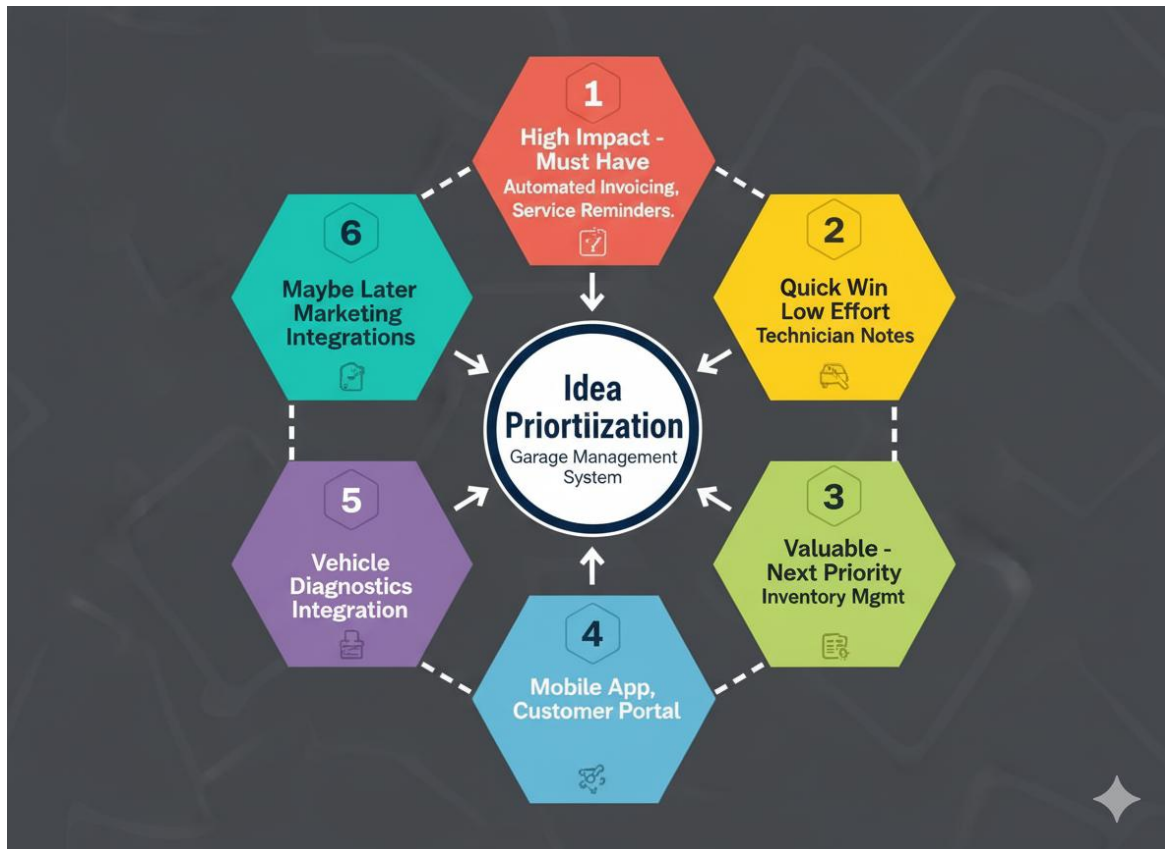 1
High Impact -
Must Have
Automated Invoicing,
Service Reminders.
2
Quick Win
Low Effort
Technician Notes
3
Valuable -
Next Priority
Inventory Mgmt
4
Mobile App,
Customer Portal
5
Vehicle
Diagnostics
Integration
6
Maybe Later
Marketing
Integrations
Idea
Priortiization
Garage Management
System